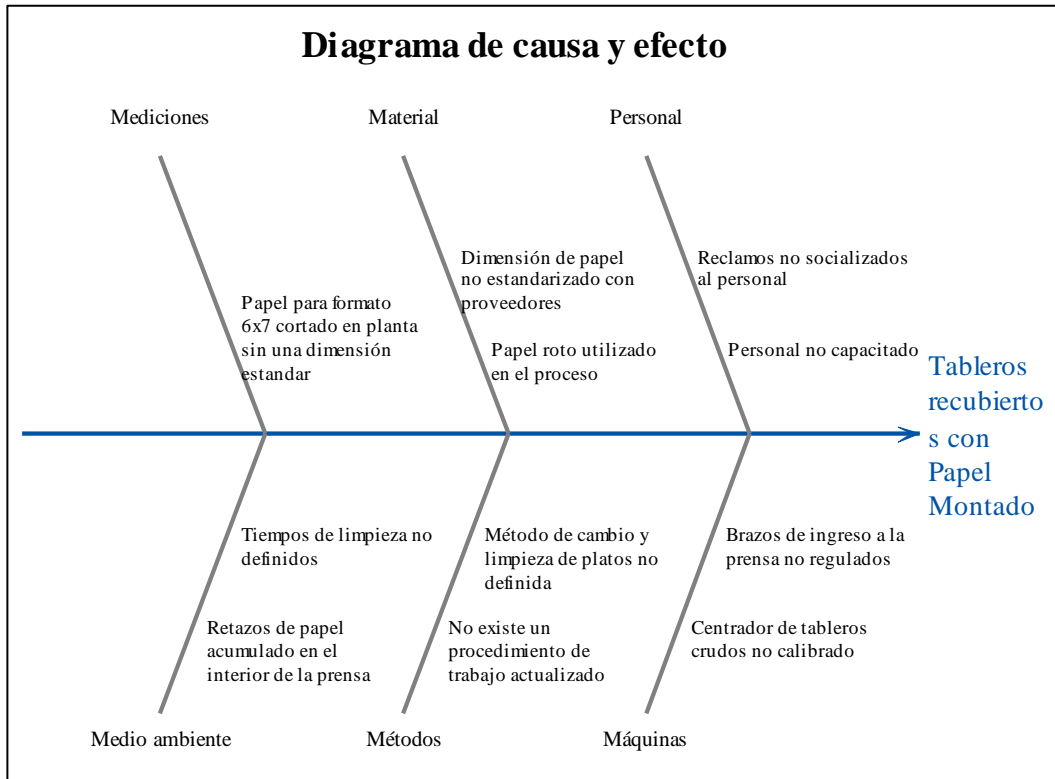 Diagrama de causa y efecto
Mediciones
Material
Personal
Papel para formato
6x7 cortado en planta
sin una dimensión
estandar
Dimensión de papel
no estandarizado con
proveedores
Papel roto utilizado
en el proceso
Reclamos no socializados
al personal
Personal no capacitado
Tableros
recubierto
s con
Papel
Montado
Tiempos de limpieza no
definidos
Retazos de papel
acumulado en el
interior de la prensa
Método de cambio y
limpieza de platos no
definida
No existe un
procedimiento de
trabajo actualizado
Brazos de ingreso a la
prensa no regulados
Centrador de tableros
crudos no calibrado
Medio ambiente
Métodos
Máquinas